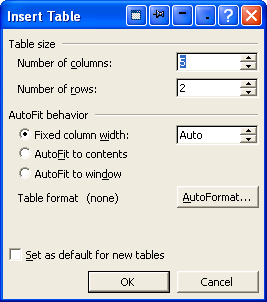 Insert Table
Table size
Number of columns: 5
Number of rows: 2
AutoFit behavior
Fixed column width: Auto
AutoFit to contents
AutoFit to window
Table format (none) AutoFormat...
Set as default for new tables
OK Cancel